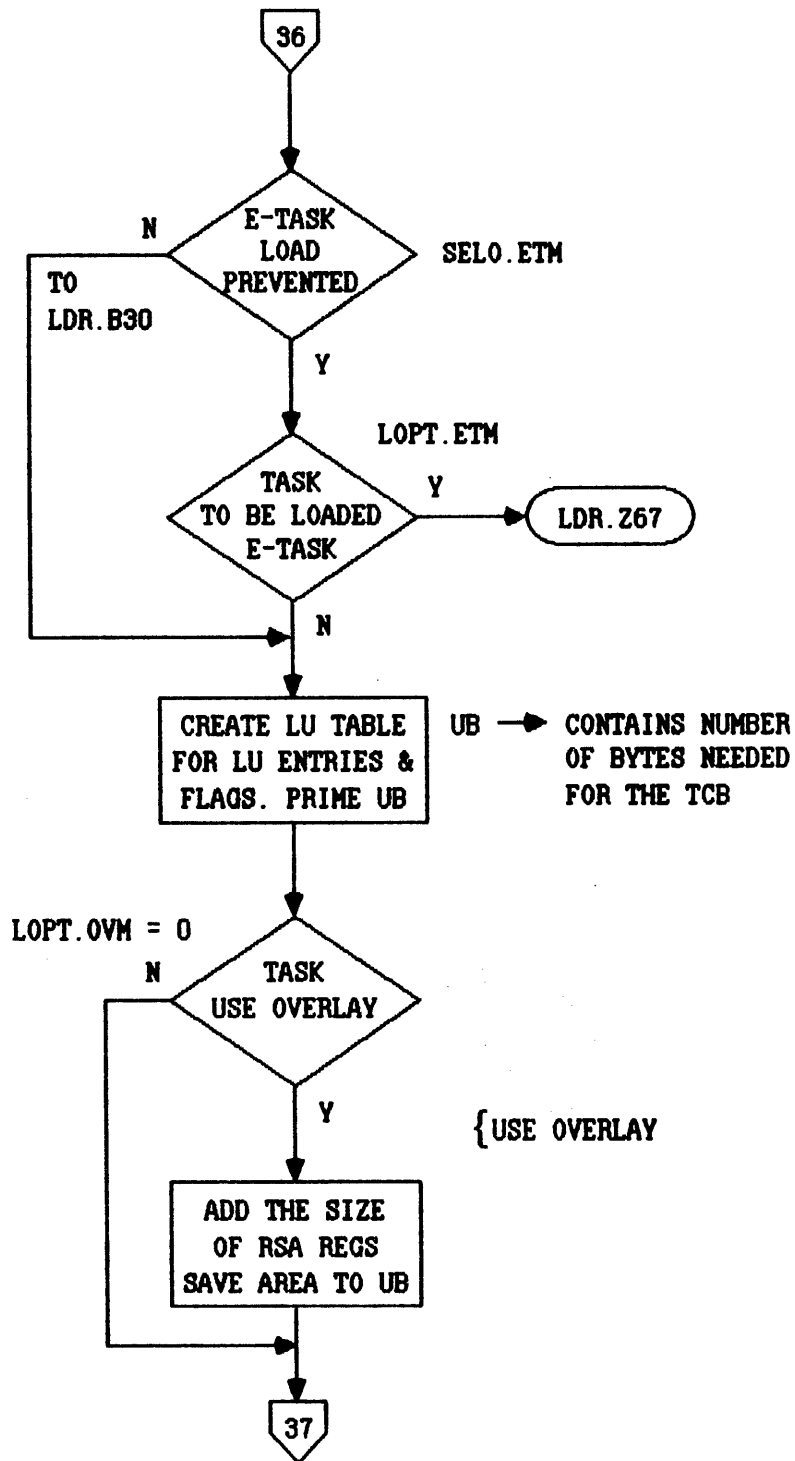 36
E-TASK
LOAD
PREVENTED
N
SELO.ETM
TO
LDR.B30
Y
LOPT.ETM
TASK
TO BE LOADED
E-TASK
Y
LDR.Z67
N
CREATE LU TABLE
FOR LU ENTRIES &
FLAGS. PRIME UB
UB
CONTAINS NUMBER
OF BYTES NEEDED
FOR THE TCB
LOPT.OVM = 0
N
TASK
USE OVERLAY
Y
{USE OVERLAY
ADD THE SIZE
OF RSA REGS
SAVE AREA TO UB
37